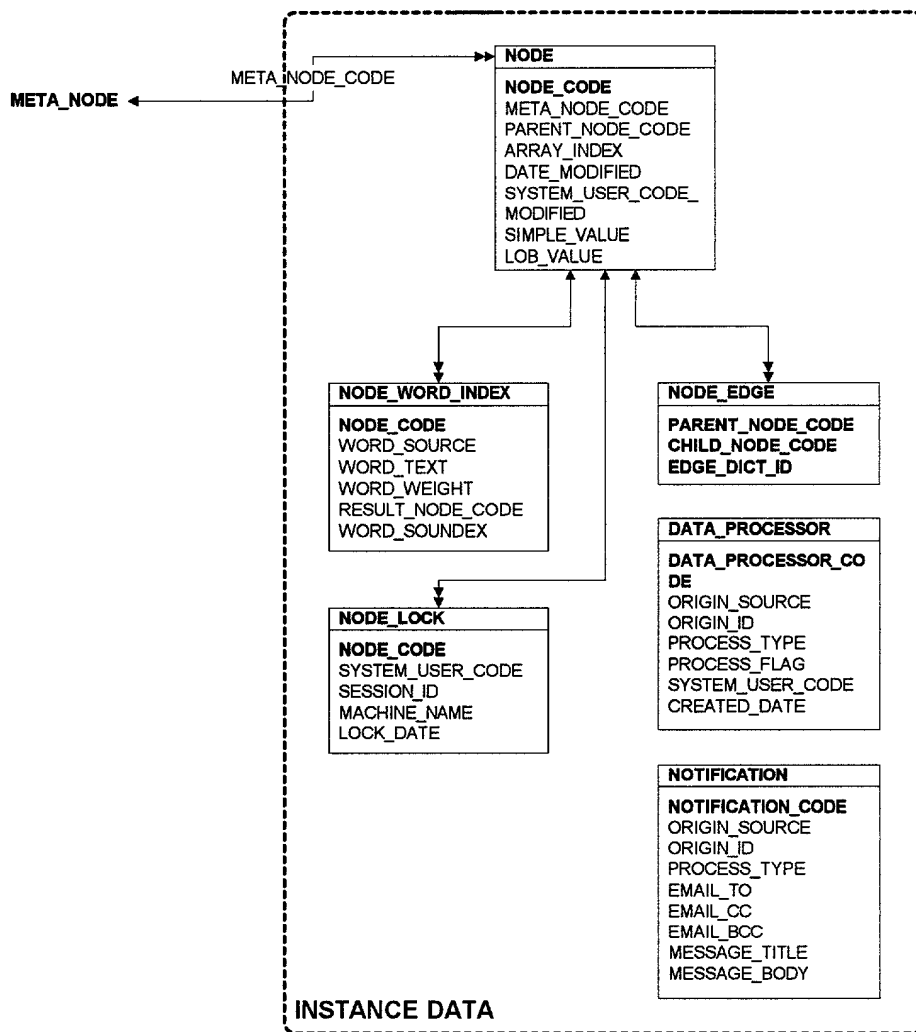 NODE
NODE_CODE
META_NODE_CODE
PARENT_NODE_CODE
ARRAY_INDEX
DATE_MODIFIED
SYSTEM_USER_CODE_
MODIFIED
SIMPLE_VALUE
LOB_VALUE
META_NODE_CODE
META_NODE
NODE_WORD_INDEX
NODE_CODE
WORD_SOURCE
WORD_TEXT
WORD_WEIGHT
RESULT_NODE_CODE
WORD_SOUNDEX
NODE_EDGE
PARENT_NODE_CODE
CHILD_NODE_CODE
EDGE_DICT_ID
DATA_PROCESSOR
DATA_PROCESSOR_CO
DE
ORIGIN_SOURCE
ORIGIN_ID
PROCESS_TYPE
PROCESS_FLAG
SYSTEM_USER_CODE
CREATED_DATE
NODE_LOCK
NODE_CODE
SYSTEM_USER_CODE
SESSION_ID
MACHINE_NAME
LOCK_DATE
NOTIFICATION
NOTIFICATION_CODE
ORIGIN_SOURCE
ORIGIN_ID
PROCESS_TYPE
EMAIL_TO
EMAIL_CC
EMAIL_BCC
MESSAGE_TITLE
MESSAGE_BODY
INSTANCE DATA